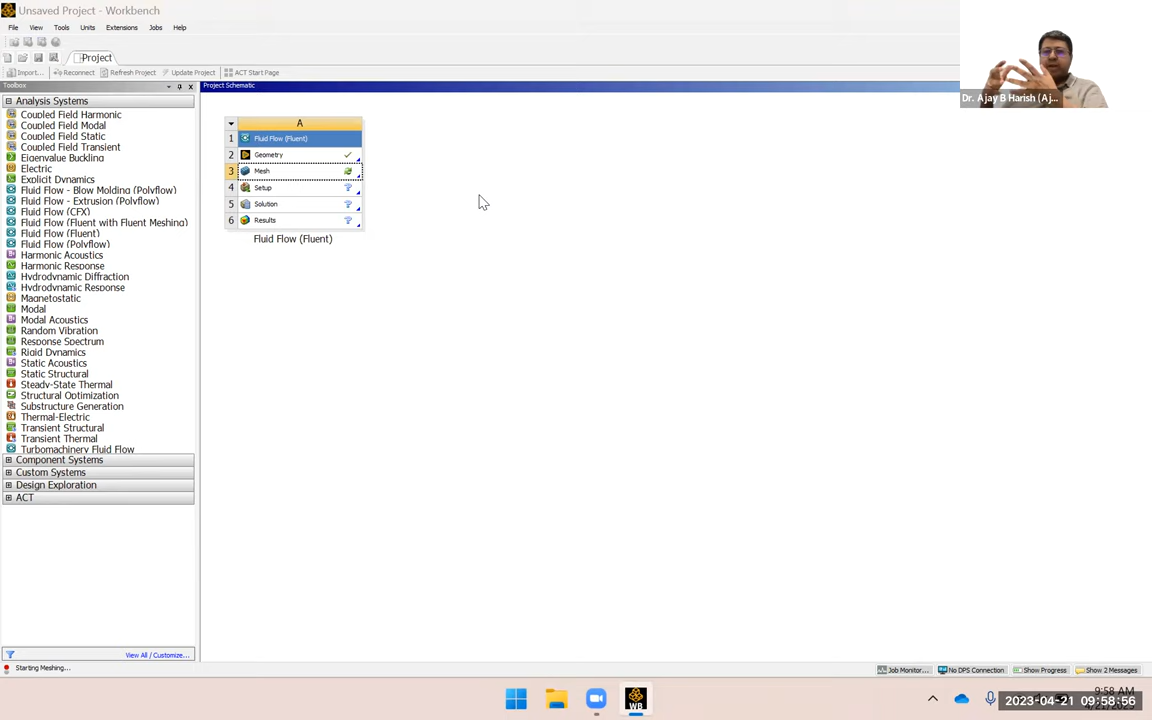 Unsaved Project - Workbench
File View Tools Units Extensions Jobs Help
Project
Import... Reconnect Refresh Project Update Project ACT Start Page
Toolbox
Project Schematic
Analysis Systems
Coupled Field Harmonic
Coupled Field Modal
Coupled Field Static
Coupled Field Transient
Eigenvalue Buckling
Electric
Explicit Dynamics
Fluid Flow - Blow Molding (Polyflow)
Fluid Flow - Extrusion (Polyflow)
Fluid Flow (CFX)
Fluid Flow (Fluent with Fluent Meshing)
Fluid Flow (Fluent)
Fluid Flow (Polyflow)
Harmonic Acoustics
Harmonic Response
Hydrodynamic Diffraction
Hydrodynamic Response
Magnetostatic
Modal
Modal Acoustics
Random Vibration
Response Spectrum
Rigid Dynamics
Static Acoustics
Static Structural
Steady-State Thermal
Structural Optimization
Substructure Generation
Thermal-Electric
Transient Structural
Transient Thermal
Turbomachinery Fluid Flow
Component Systems
Custom Systems
Design Exploration
ACT
A
1 Fluid Flow (Fluent)
2 Geometry
3 Mesh
4 Setup ?
5 Solution ?
6 Results ?
Fluid Flow (Fluent)
Dr. Ajay B Harish (Aj...
View All / Customize...
Starting Meshing...
Job Monitor... No DPS Connection Show Progress Show 2 Messages
WB
9:58 AM
2023-04-21 09:58:56